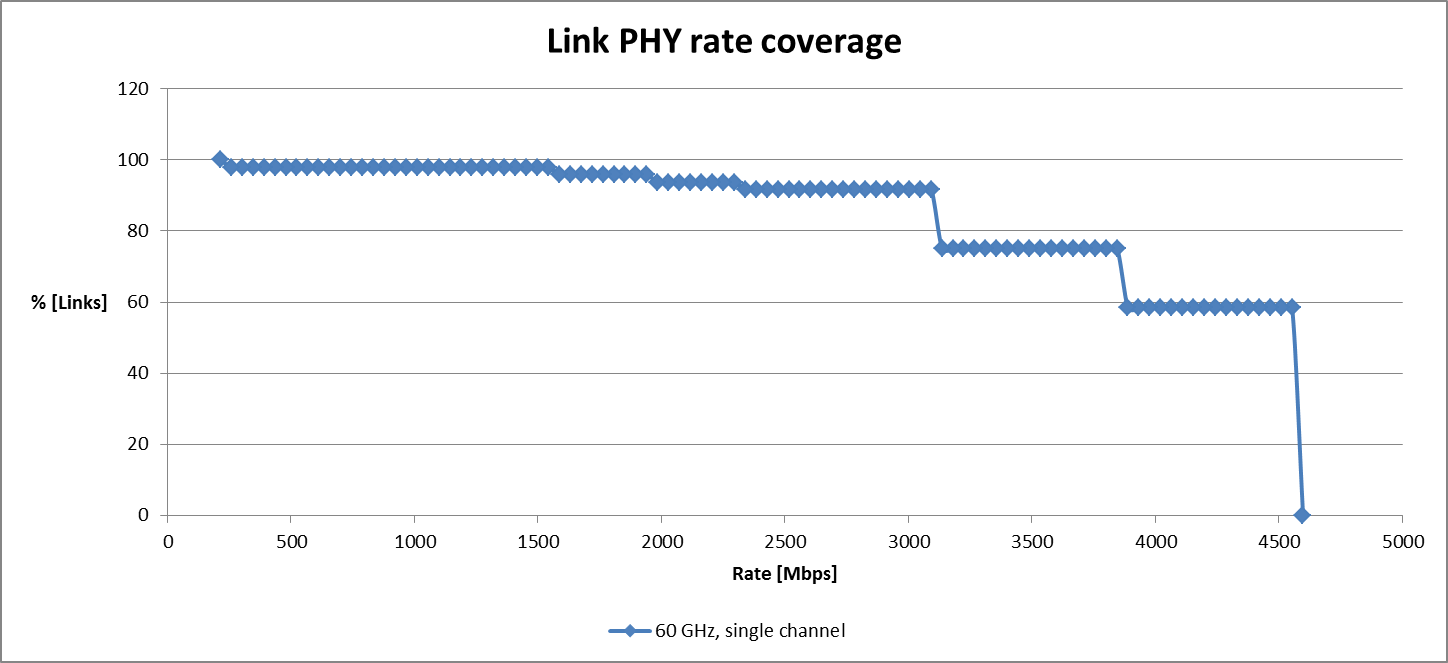 Link PHY rate coverage
120
100
80
60
40
20
0
% [Links]
0 500 1000 1500 2000 2500 3000 3500 4000 4500 5000
Rate [Mbps]
60 GHz, single channel